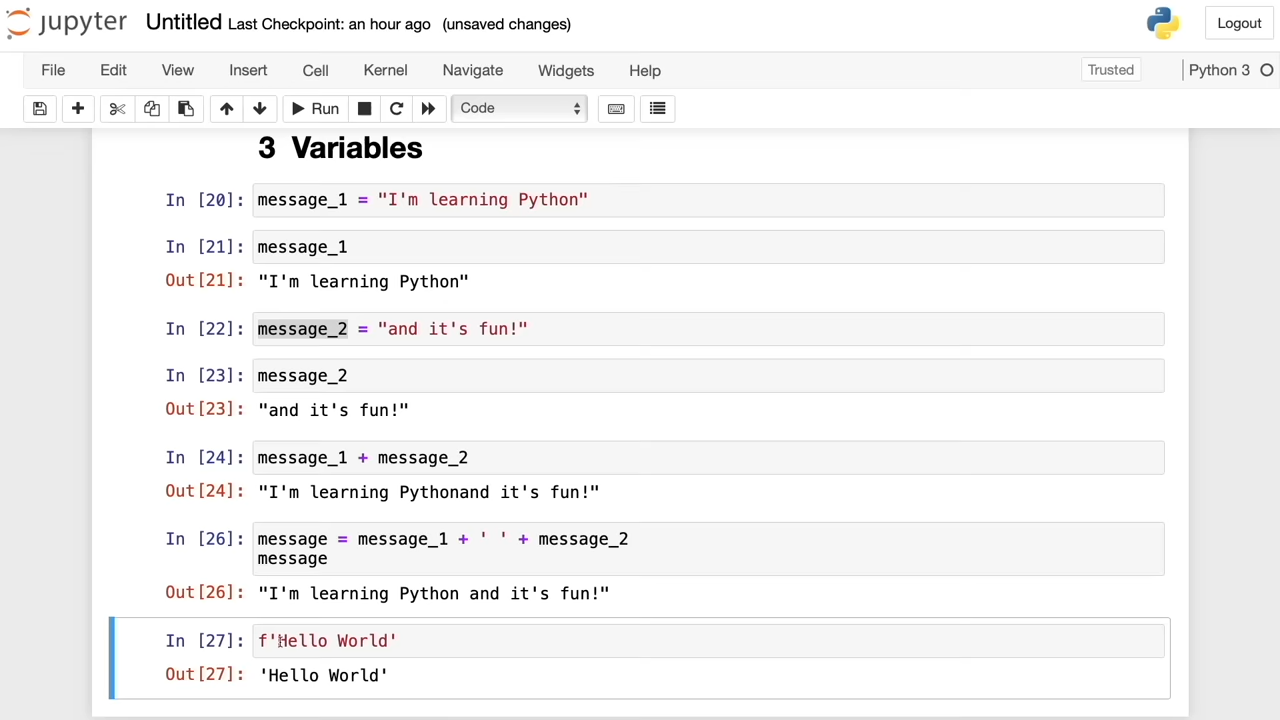 jupyter Untitled Last Checkpoint: an hour ago (unsaved changes) Logout
File Edit View Insert Cell Kernel Navigate Widgets Help Trusted Python 3
Run Code
3 Variables
In [20]: message_1 = "I'm learning Python"
In [21]: message_1
Out[21]: "I'm learning Python"
In [22]: message_2 = "and it's fun!"
In [23]: message_2
Out[23]: "and it's fun!"
In [24]: message_1 + message_2
Out[24]: "I'm learning Pythonand it's fun!"
In [26]: message = message_1 + ' ' + message_2
message
Out[26]: "I'm learning Python and it's fun!"
In [27]: f'Hello World'
Out[27]: 'Hello World'